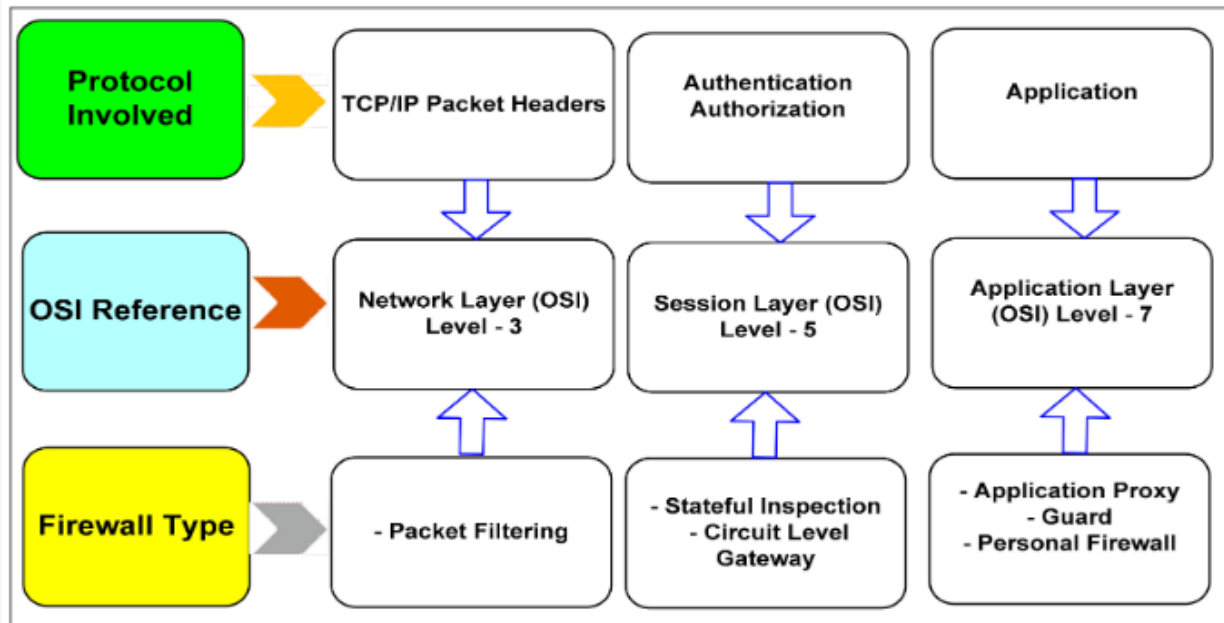 Protocol
Involved
TCP/IP Packet Headers
Authentication
Authorization
Application
OSI Reference
Network Layer (OSI)
Level - 3
Session Layer (OSI)
Level - 5
Application Layer
(OSI) Level - 7
Firewall Type
- Packet Filtering
- Stateful Inspection
- Circuit Level
Gateway
- Application Proxy
- Guard
- Personal Firewall